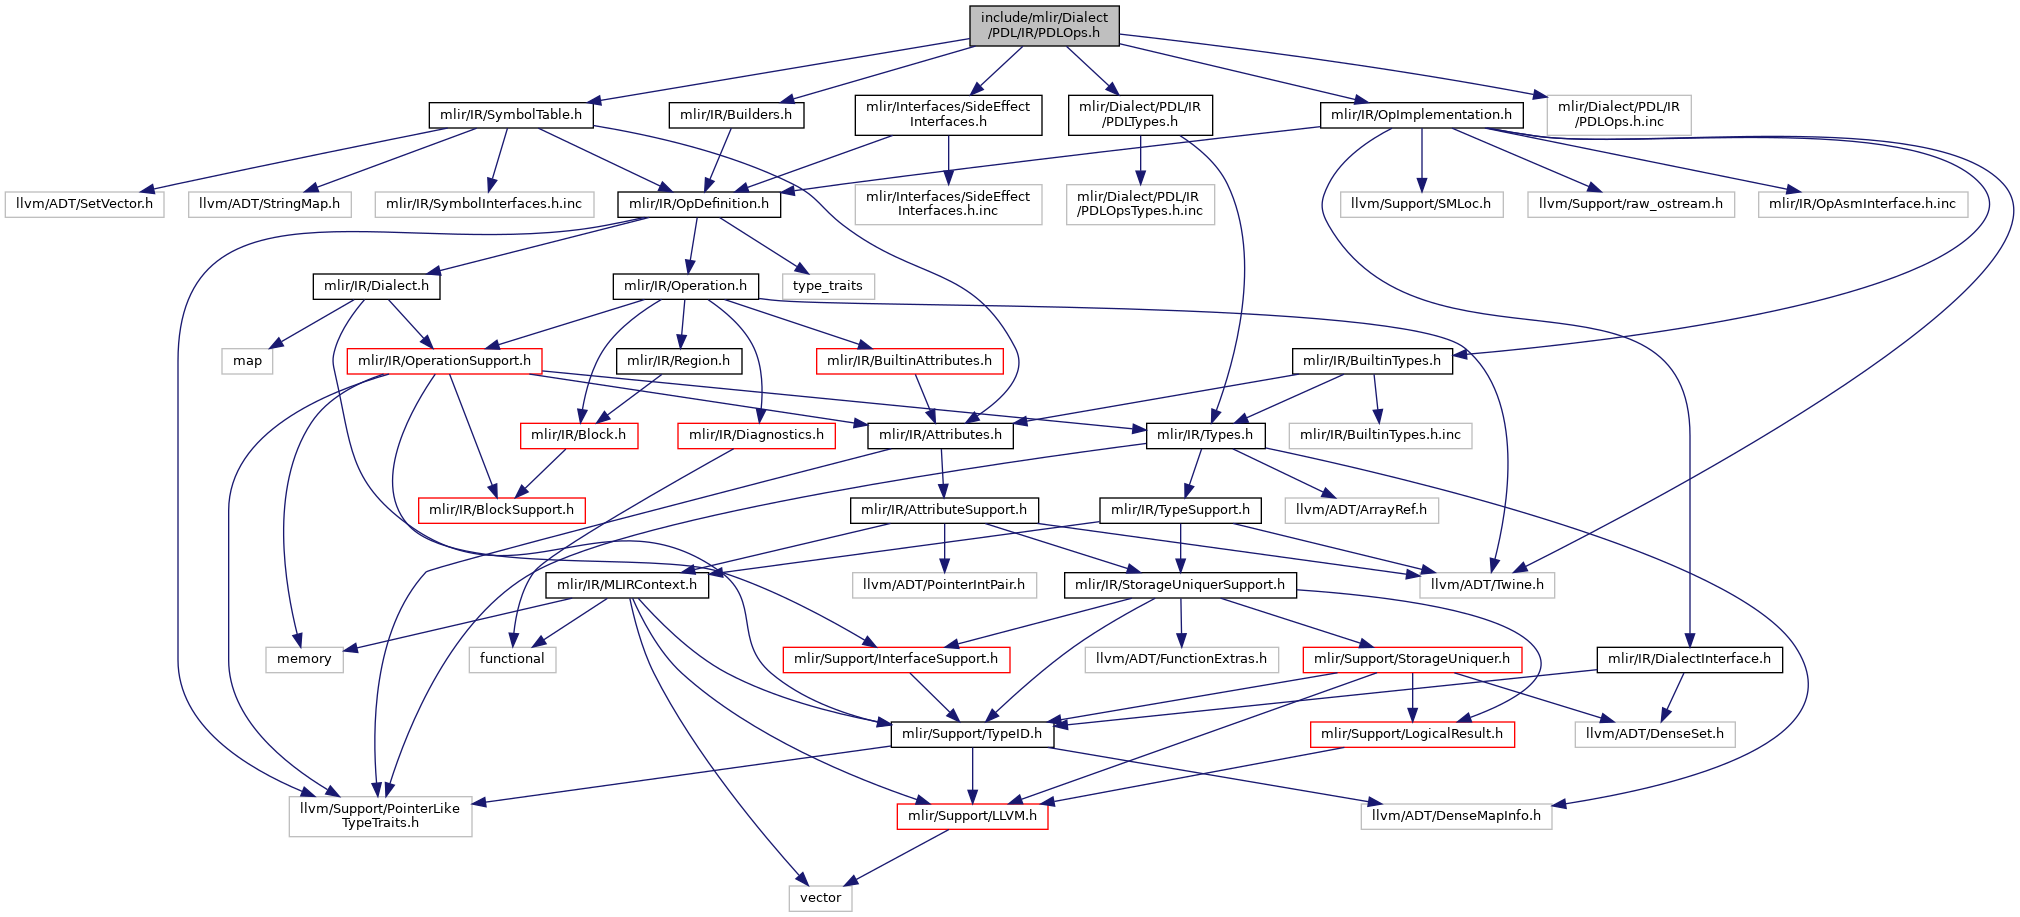 include/mlir/Dialect
/PDL/IR/PDLOps.h
mlir/IR/SymbolTable.h
mlir/IR/Builders.h
mlir/Interfaces/SideEffect
Interfaces.h
mlir/Dialect/PDL/IR
/PDLTypes.h
mlir/IR/OpImplementation.h
mlir/Dialect/PDL/IR
/PDLOps.h.inc
llvm/ADT/SetVector.h
llvm/ADT/StringMap.h
mlir/IR/SymbolInterfaces.h.inc
mlir/IR/OpDefinition.h
mlir/Interfaces/SideEffect
Interfaces.h.inc
mlir/Dialect/PDL/IR
/PDLOpsTypes.h.inc
llvm/Support/SMLoc.h
llvm/Support/raw_ostream.h
mlir/IR/OpAsmInterface.h.inc
mlir/IR/Dialect.h
mlir/IR/Operation.h
type_traits
map
mlir/IR/OperationSupport.h
mlir/IR/Region.h
mlir/IR/BuiltinAttributes.h
mlir/IR/BuiltinTypes.h
mlir/IR/Block.h
mlir/IR/Diagnostics.h
mlir/IR/Attributes.h
mlir/IR/Types.h
mlir/IR/BuiltinTypes.h.inc
mlir/IR/BlockSupport.h
mlir/IR/AttributeSupport.h
mlir/IR/TypeSupport.h
llvm/ADT/ArrayRef.h
mlir/IR/MLIRContext.h
llvm/ADT/PointerIntPair.h
mlir/IR/StorageUniquerSupport.h
llvm/ADT/Twine.h
memory
functional
mlir/Support/InterfaceSupport.h
llvm/ADT/FunctionExtras.h
mlir/Support/StorageUniquer.h
mlir/IR/DialectInterface.h
mlir/Support/TypeID.h
mlir/Support/LogicalResult.h
llvm/ADT/DenseSet.h
llvm/Support/PointerLike
TypeTraits.h
mlir/Support/LLVM.h
llvm/ADT/DenseMapInfo.h
vector